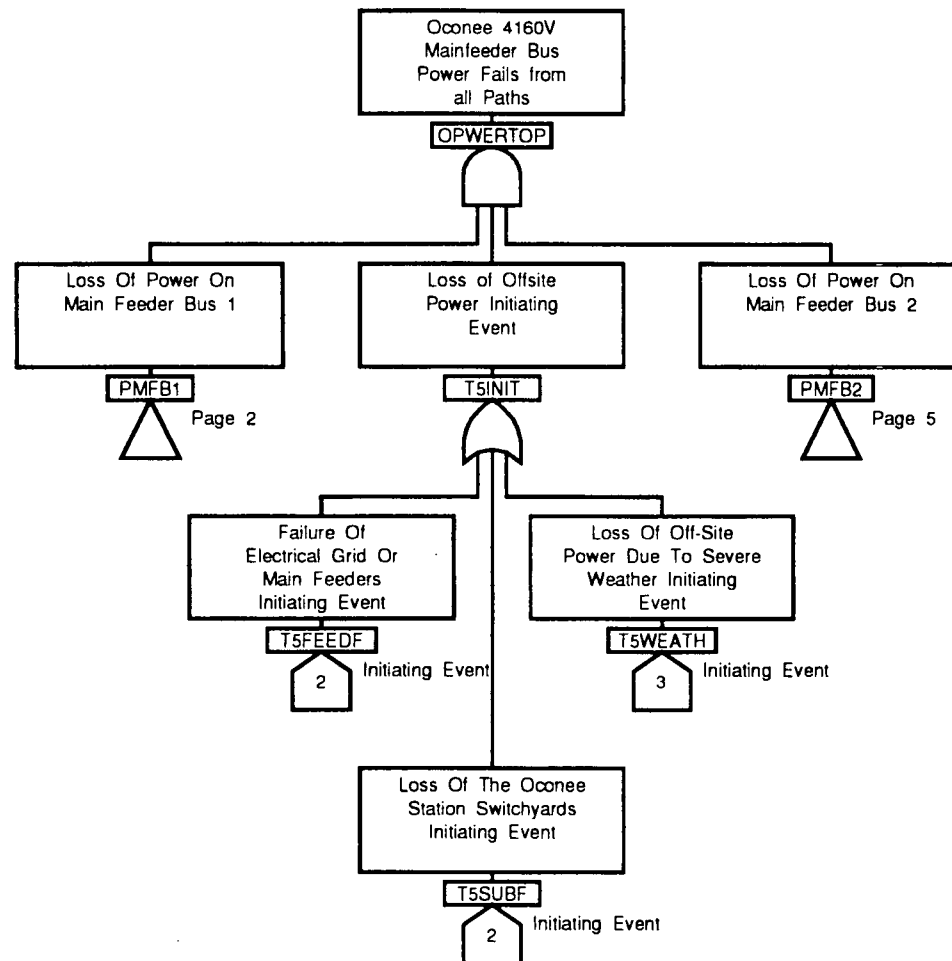 Oconee 4160V
Mainfeeder Bus
Power Fails from
all Paths
OPWERTOP
Loss Of Power On
Main Feeder Bus 1
PMFB1
Page 2
Loss of Offsite
Power Initiating
Event
T5INIT
Loss Of Power On
Main Feeder Bus 2
PMFB2
Page 5
Failure Of
Electrical Grid Or
Main Feeders
Initiating Event
T5FEEDF
2
Initiating Event
Loss Of Off-Site
Power Due To Severe
Weather Initiating
Event
T5WEATH
3
Initiating Event
Loss Of The Oconee
Station Switchyards
Initiating Event
T5SUBF
2
Initiating Event